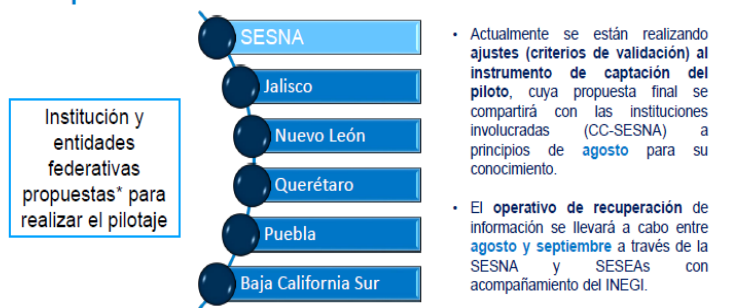 Institución y
entidades
federativas
propuestas* para
realizar el pilotaje
SESNA
Jalisco
Nuevo León
Querétaro
Puebla
Baja California Sur
• Actualmente se están realizando
ajustes (criterios de validación) al
instrumento de captación del
piloto, cuya propuesta final se
compartirá con las instituciones
involucradas (CC-SESNA) a
principios de agosto para su
conocimiento.
• El operativo de recuperación de
información se llevará a cabo entre
agosto y septiembre a través de la
SESNA y SESEAs con
acompañamiento del INEGI.